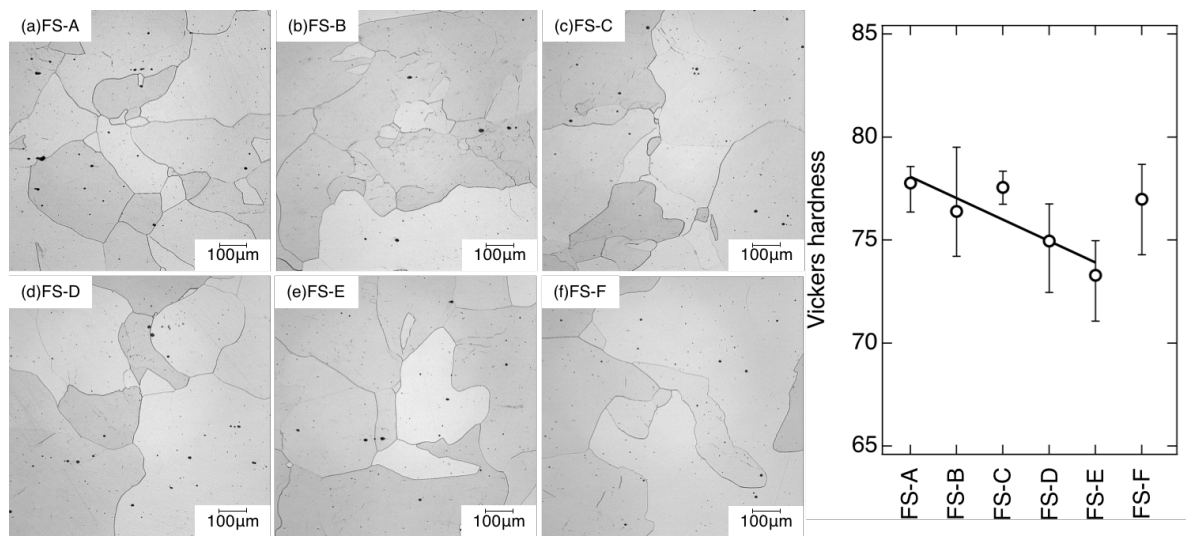 (a)FS-A
100μm
(b)FS-B
100μm
(c)FS-C
100μm
(d)FS-D
100μm
(e)FS-E
100μm
(f)FS-F
100μm
Vickers hardness
85
80
75
70
65
FS-A
FS-B
FS-C
FS-D
FS-E
FS-F